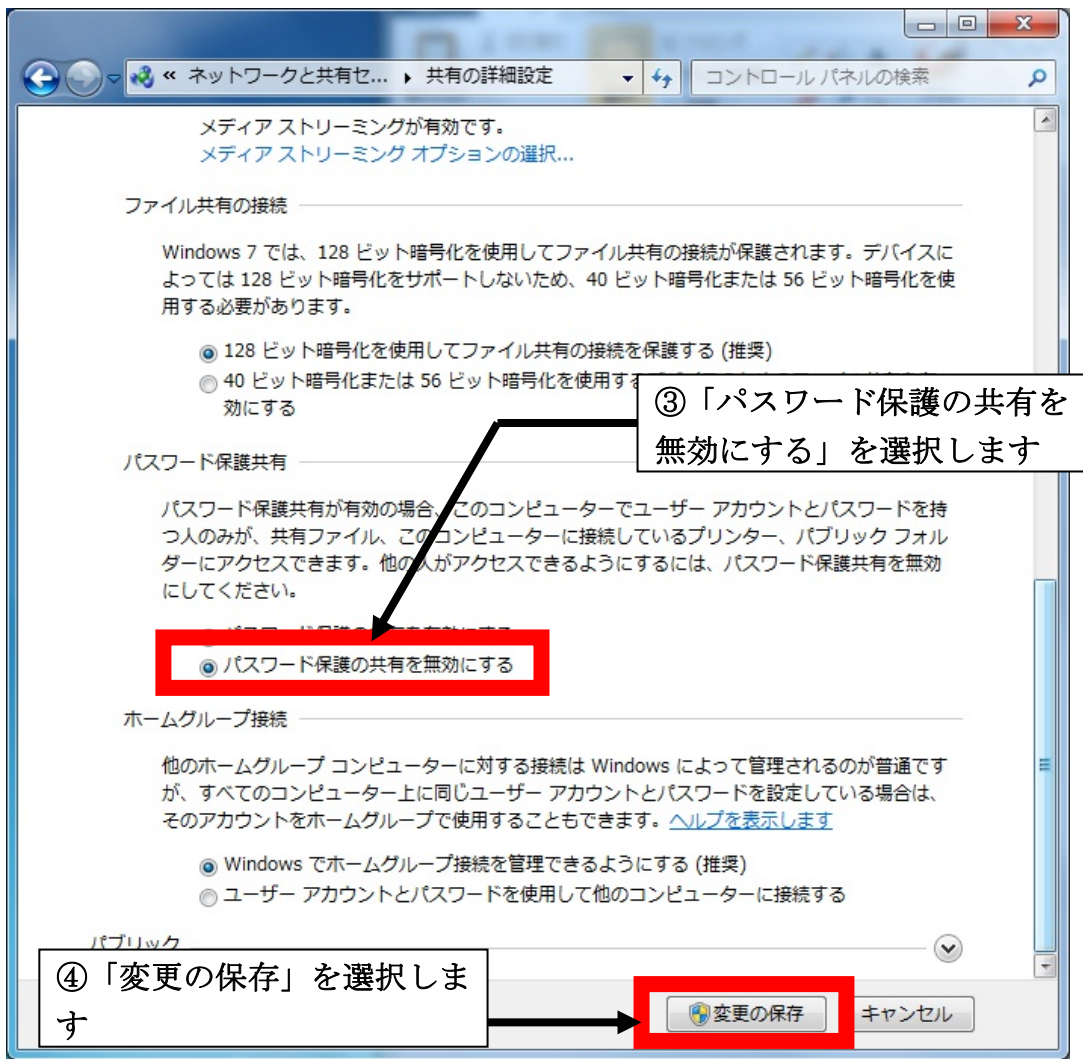 « ネットワークと共有セ... ▸ 共有の詳細設定
コントロール パネルの検索
メディア ストリーミングが有効です。
メディア ストリーミング オプションの選択...
ファイル共有の接続
Windows 7 では、128 ビット暗号化を使用してファイル共有の接続が保護されます。デバイスに
よっては 128 ビット暗号化をサポートしないため、40 ビット暗号化または 56 ビット暗号化を使
用する必要があります。
128 ビット暗号化を使用してファイル共有の接続を保護する (推奨)
40 ビット暗号化または 56 ビット暗号化を使用する
効にする
③「パスワード保護の共有を
無効にする」を選択します
パスワード保護共有
パスワード保護共有が有効の場合、このコンピューターでユーザー アカウントとパスワードを持
つ人のみが、共有ファイル、このコンピューターに接続しているプリンター、パブリック フォル
ダーにアクセスできます。他の人がアクセスできるようにするには、パスワード保護共有を無効
にしてください。
パスワード保護の共有を有効にする
パスワード保護の共有を無効にする
ホームグループ接続
他のホームグループ コンピューターに対する接続は Windows によって管理されるのが普通です
が、すべてのコンピューター上に同じユーザー アカウントとパスワードを設定している場合は、
そのアカウントをホームグループで使用することもできます。ヘルプを表示します
Windows でホームグループ接続を管理できるようにする (推奨)
ユーザー アカウントとパスワードを使用して他のコンピューターに接続する
パブリック
④「変更の保存」を選択しま
す
変更の保存
キャンセル